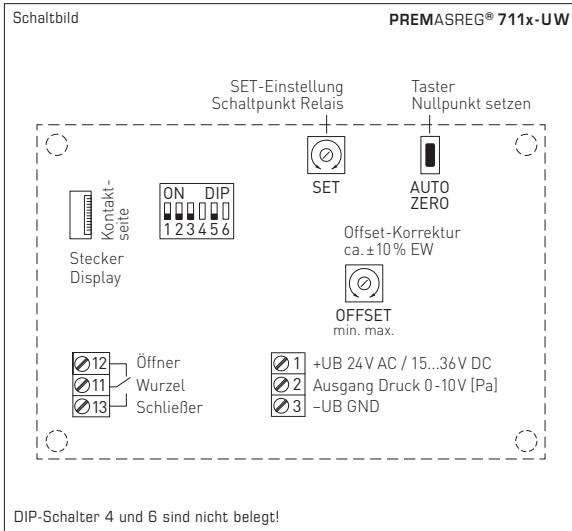 Schaltbild PREMASREG® 711x-UW
SET-Einstellung
Schaltpunkt Relais
Taster
Nullpunkt setzen
SET
AUTO
ZERO
Kontakt-
seite
ON DIP
1 2 3 4 5 6
Stecker
Display
Offset-Korrektur
ca. ±10% EW
OFFSET
min. max.
12 Öffner
11 Wurzel
13 Schließer
1 +UB 24V AC / 15...36V DC
2 Ausgang Druck 0-10V [Pa]
3 –UB GND
DIP-Schalter 4 und 6 sind nicht belegt!